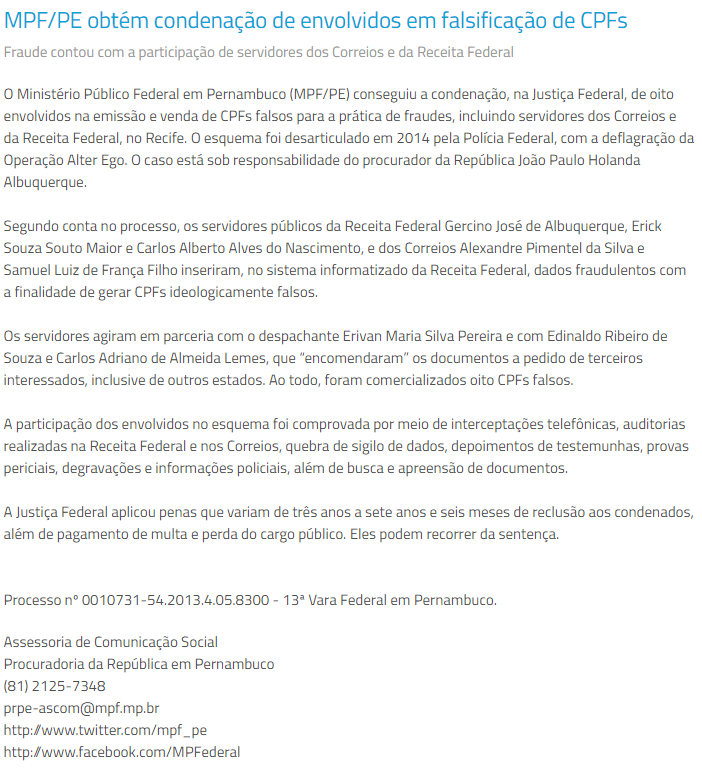 MPF/PE obtém condenação de envolvidos em falsificação de CPFs
Fraude contou com a participação de servidores dos Correios e da Receita Federal
O Ministério Público Federal em Pernambuco (MPF/PE) conseguiu a condenação, na Justiça Federal, de oito
envolvidos na emissão e venda de CPFs falsos para a prática de fraudes, incluindo servidores dos Correios e
da Receita Federal, no Recife. O esquema foi desarticulado em 2014 pela Polícia Federal, com a deflagração da
Operação Alter Ego. O caso está sob responsabilidade do procurador da República João Paulo Holanda
Albuquerque.
Segundo conta no processo, os servidores públicos da Receita Federal Gercino José de Albuquerque, Erick
Souza Souto Maior e Carlos Alberto Alves do Nascimento, e dos Correios Alexandre Pimentel da Silva e
Samuel Luiz de França Filho inseriram, no sistema informatizado da Receita Federal, dados fraudulentos com
a finalidade de gerar CPFs ideologicamente falsos.
Os servidores agiram em parceria com o despachante Erivan Maria Silva Pereira e com Edinaldo Ribeiro de
Souza e Carlos Adriano de Almeida Lemes, que “encomendaram” os documentos a pedido de terceiros
interessados, inclusive de outros estados. Ao todo, foram comercializados oito CPFs falsos.
A participação dos envolvidos no esquema foi comprovada por meio de interceptações telefônicas, auditorias
realizadas na Receita Federal e nos Correios, quebra de sigilo de dados, depoimentos de testemunhas, provas
periciais, degravações e informações policiais, além de busca e apreensão de documentos.
A Justiça Federal aplicou penas que variam de três anos a sete anos e seis meses de reclusão aos condenados,
além de pagamento de multa e perda do cargo público. Eles podem recorrer da sentença.
Processo nº 0010731-54.2013.4.05.8300 - 13ª Vara Federal em Pernambuco.
Assessoria de Comunicação Social
Procuradoria da República em Pernambuco
(81) 2125-7348
prpe-ascom@mpf.mp.br
http://www.twitter.com/mpf_pe
http://www.facebook.com/MPFederal